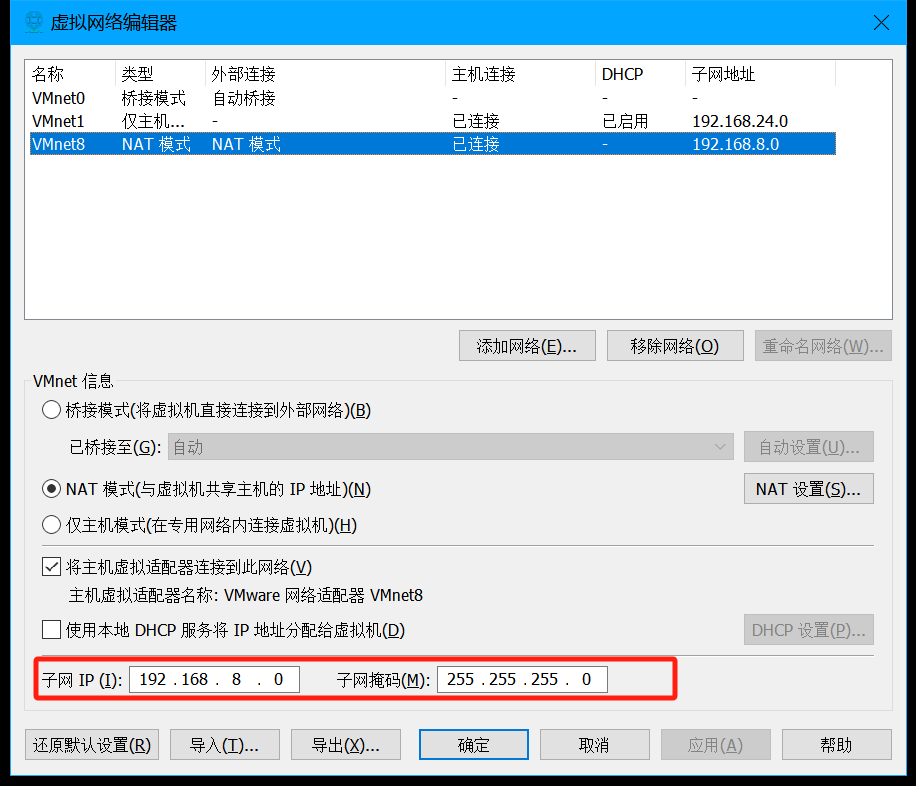 虚拟网络编辑器
名称 类型 外部连接 主机连接 DHCP 子网地址
VMnet0 桥接模式 自动桥接 - - -
VMnet1 仅主机... - 已连接 已启用 192.168.24.0
VMnet8 NAT 模式 NAT 模式 已连接 - 192.168.8.0
添加网络(E)... 移除网络(O) 重命名网络(W)...
VMnet 信息
桥接模式(将虚拟机直接连接到外部网络)(B)
已桥接至(G): 自动 自动设置(U)...
NAT 模式(与虚拟机共享主机的 IP 地址)(N) NAT 设置(S)...
仅主机模式(在专用网络内连接虚拟机)(H)
将主机虚拟适配器连接到此网络(V)
主机虚拟适配器名称: VMware 网络适配器 VMnet8
使用本地 DHCP 服务将 IP 地址分配给虚拟机(D) DHCP 设置(P)...
子网 IP (I): 192 . 168 . 8 . 0 子网掩码(M): 255 . 255 . 255 . 0
还原默认设置(R) 导入(T)... 导出(X)... 确定 取消 应用(A) 帮助